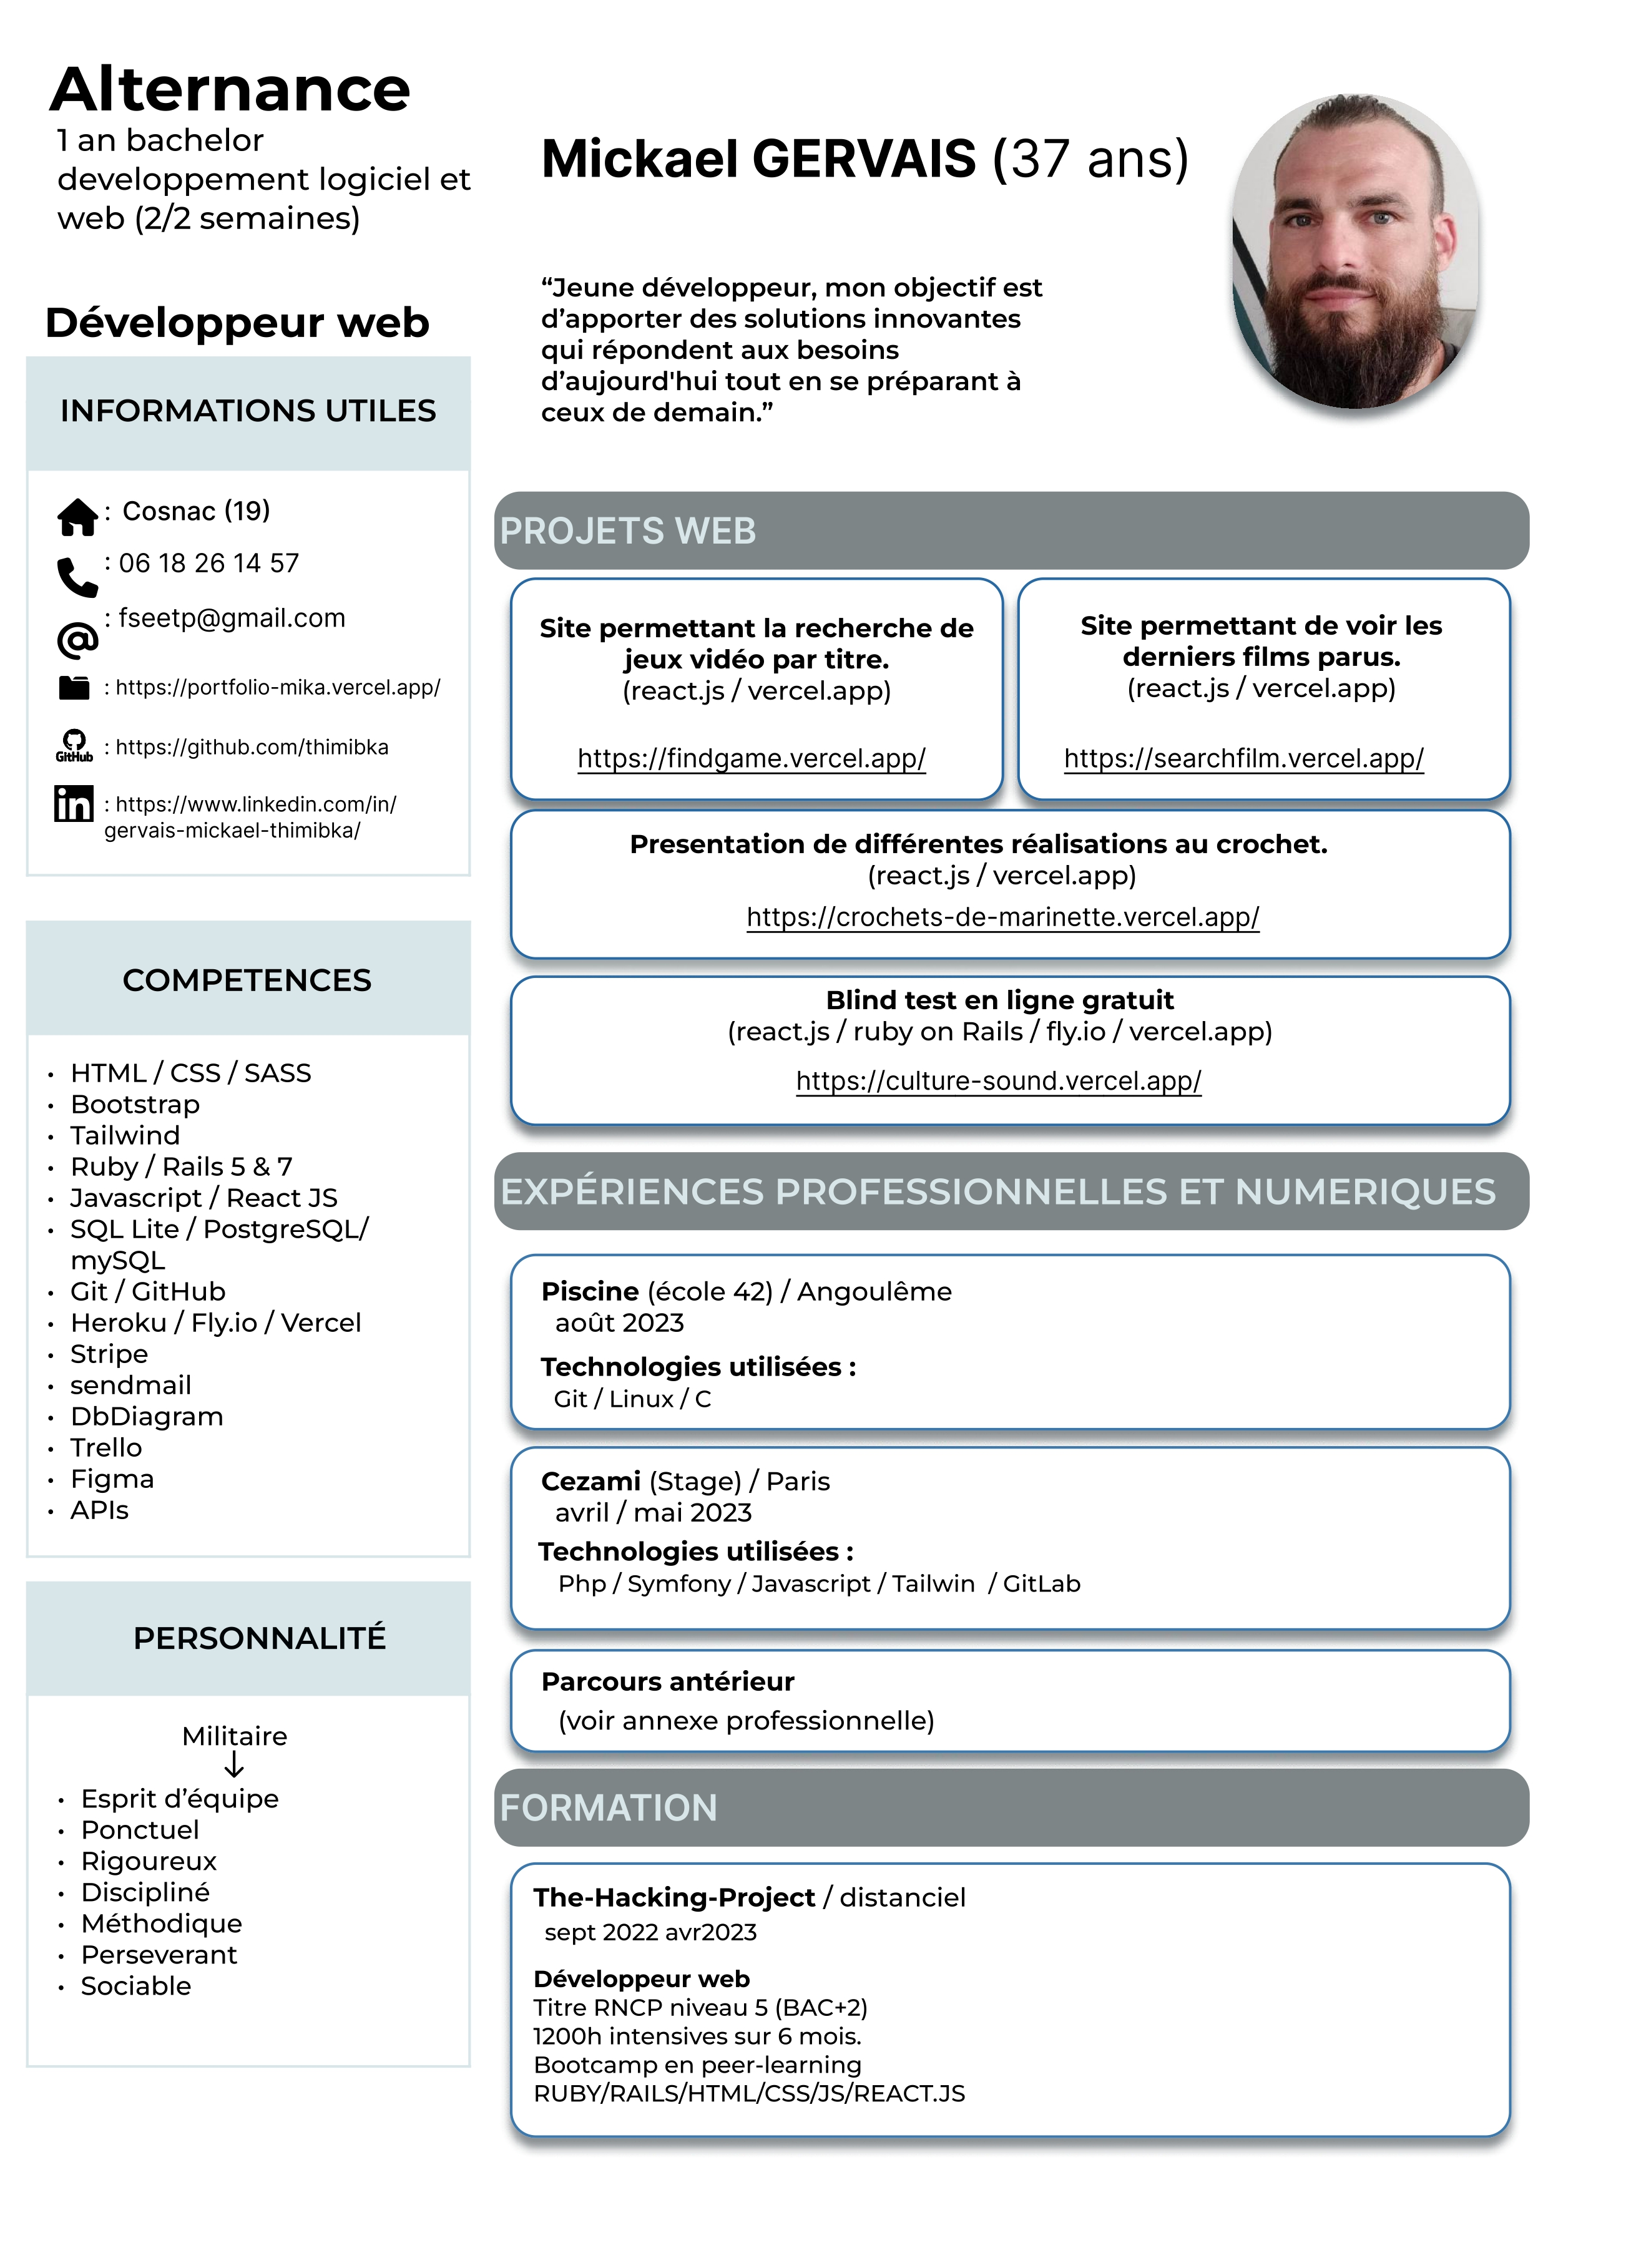 Alternance
1 an bachelor
developpement logiciel et
web (2/2 semaines)
Développeur web
Mickael GERVAIS (37 ans)
“Jeune développeur, mon objectif est
d’apporter des solutions innovantes
qui répondent aux besoins
d’aujourd'hui tout en se préparant à
ceux de demain.”
INFORMATIONS UTILES
: Cosnac (19)
: 06 18 26 14 57
: fseetp@gmail.com
: https://portfolio-mika.vercel.app/
GitHub
: https://github.com/thimibka
in
: https://www.linkedin.com/in/
gervais-mickael-thimibka/
COMPETENCES
• HTML / CSS / SASS
• Bootstrap
• Tailwind
• Ruby / Rails 5 & 7
• Javascript / React JS
• SQL Lite / PostgreSQL/
mySQL
• Git / GitHub
• Heroku / Fly.io / Vercel
• Stripe
• sendmail
• DbDiagram
• Trello
• Figma
• APIs
PERSONNALITÉ
Militaire
↓
• Esprit d’équipe
• Ponctuel
• Rigoureux
• Discipliné
• Méthodique
• Perseverant
• Sociable
PROJETS WEB
Site permettant la recherche de
jeux vidéo par titre.
(react.js / vercel.app)
https://findgame.vercel.app/
Site permettant de voir les
derniers films parus.
(react.js / vercel.app)
https://searchfilm.vercel.app/
Presentation de différentes réalisations au crochet.
(react.js / vercel.app)
https://crochets-de-marinette.vercel.app/
Blind test en ligne gratuit
(react.js / ruby on Rails / fly.io / vercel.app)
https://culture-sound.vercel.app/
EXPÉRIENCES PROFESSIONNELLES ET NUMERIQUES
Piscine (école 42) / Angoulême
août 2023
Technologies utilisées :
Git / Linux / C
Cezami (Stage) / Paris
avril / mai 2023
Technologies utilisées :
Php / Symfony / Javascript / Tailwin / GitLab
Parcours antérieur
(voir annexe professionnelle)
FORMATION
The-Hacking-Project / distanciel
sept 2022 avr2023
Développeur web
Titre RNCP niveau 5 (BAC+2)
1200h intensives sur 6 mois.
Bootcamp en peer-learning
RUBY/RAILS/HTML/CSS/JS/REACT.JS